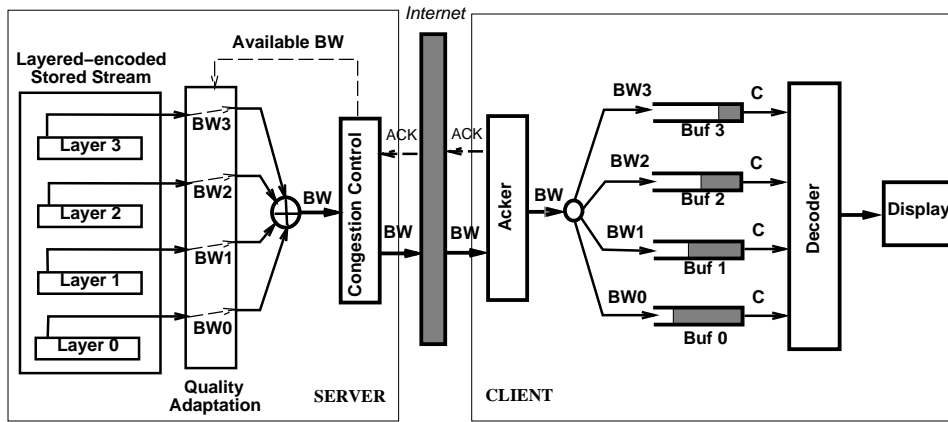 Internet
Available BW
Layered−encoded
Stored Stream
Layer 3
Layer 2
Layer 1
Layer 0
BW3
BW2
BW1
BW0
Quality
Adaptation
BW
Congestion Control
ACK
BW
SERVER
ACK
BW
Acker
BW
BW3
BW2
BW1
BW0
Buf 3
Buf 2
Buf 1
Buf 0
C
C
C
C
Decoder
Display
CLIENT